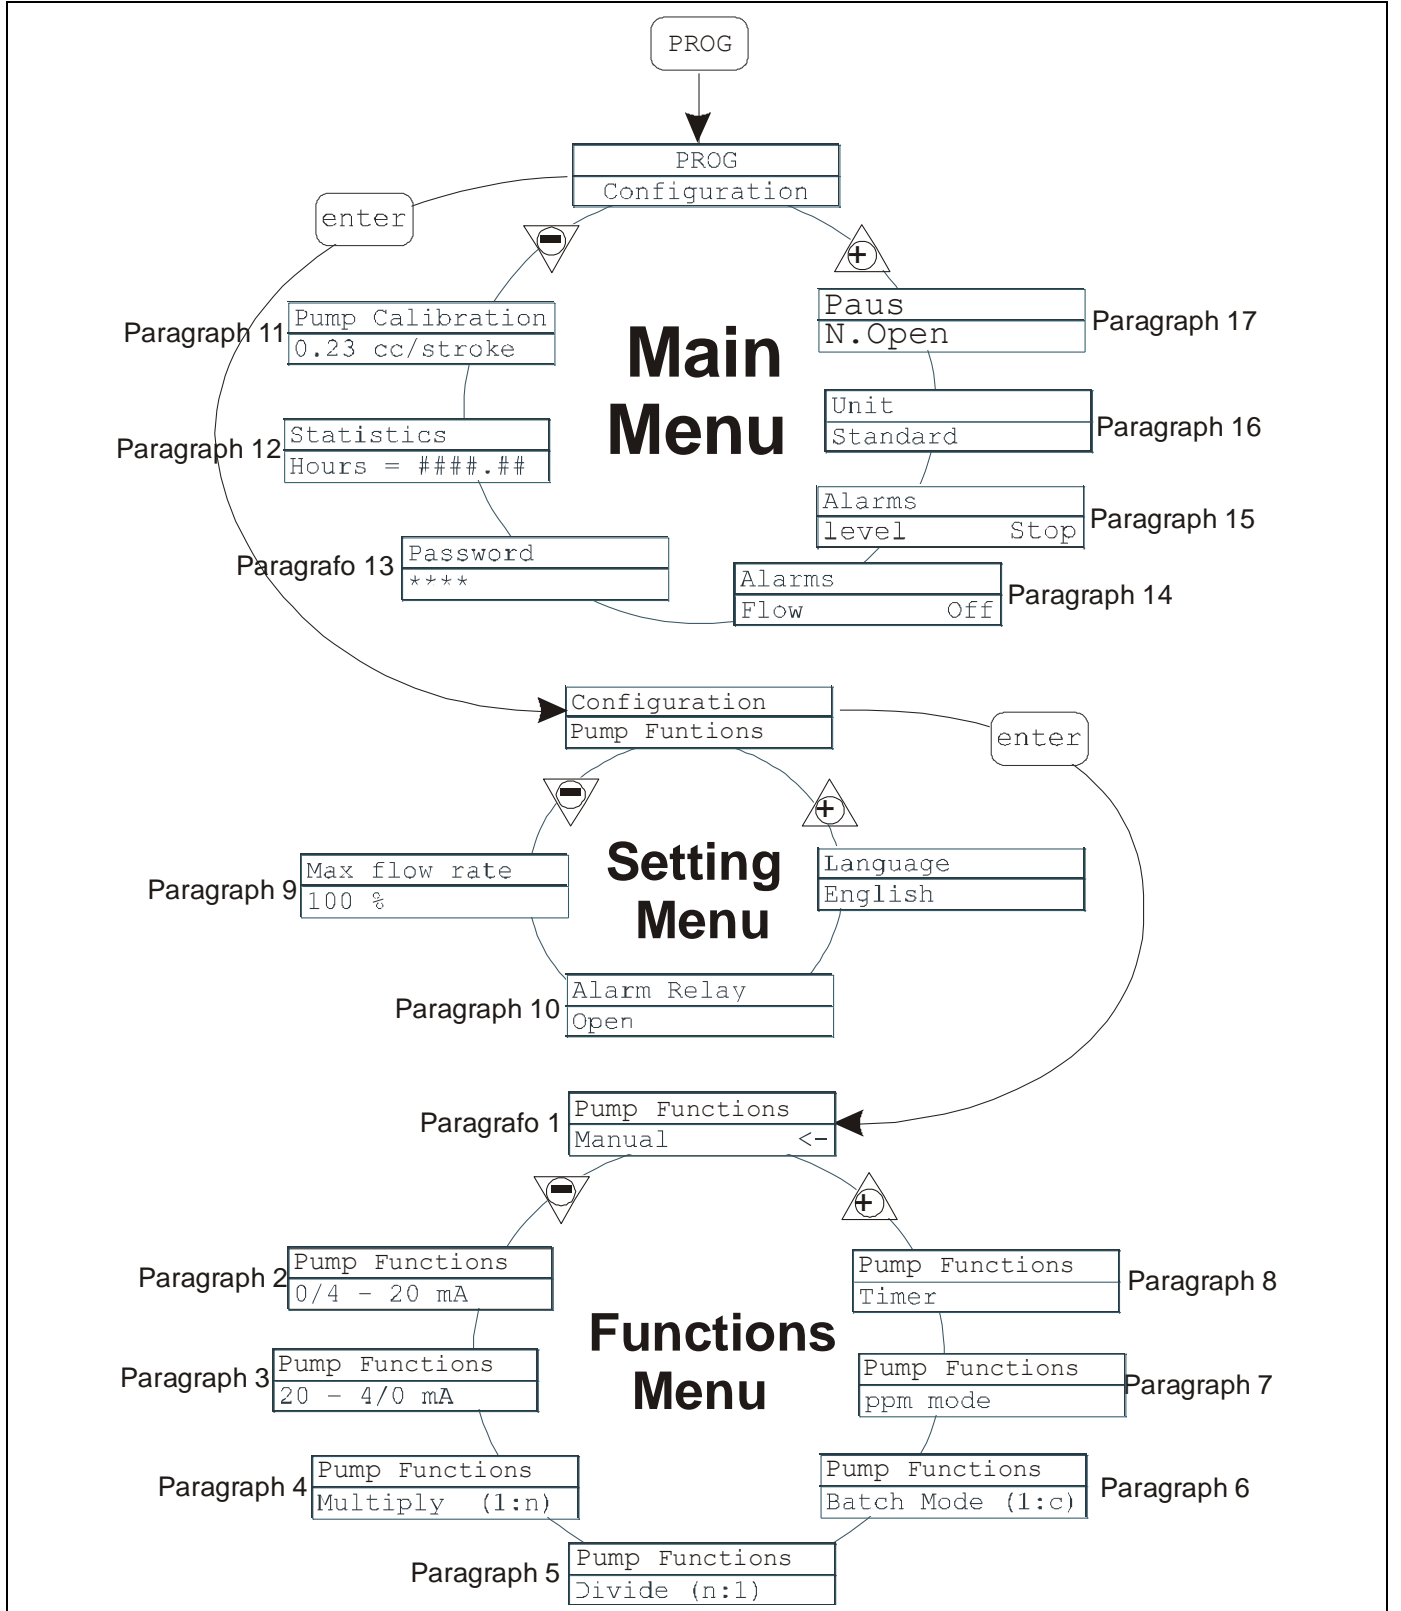 PROG
PROG
Configuration
enter
−
+
Paragraph 11
Pump Calibration
0.23 cc/stroke
Main
Menu
Paus
N.Open
Paragraph 17
Paragraph 12
Statistics
Hours = ####.##
Unit
Standard
Paragraph 16
Alarms
level Stop
Paragraph 15
Paragrafo 13
Password
****
Alarms
Flow Off
Paragraph 14
Configuration
Pump Funtions
enter
−
+
Paragraph 9
Max flow rate
100 %
Setting
Menu
Language
English
Paragraph 10
Alarm Relay
Open
Paragrafo 1
Pump Functions
Manual <-
−
+
Paragraph 2
Pump Functions
0/4 - 20 mA
Functions
Menu
Pump Functions
Timer
Paragraph 8
Paragraph 3
Pump Functions
20 - 4/0 mA
Pump Functions
ppm mode
Paragraph 7
Paragraph 4
Pump Functions
Multiply (1:n)
Pump Functions
Batch Mode (1:c)
Paragraph 6
Paragraph 5
Pump Functions
Divide (n:1)